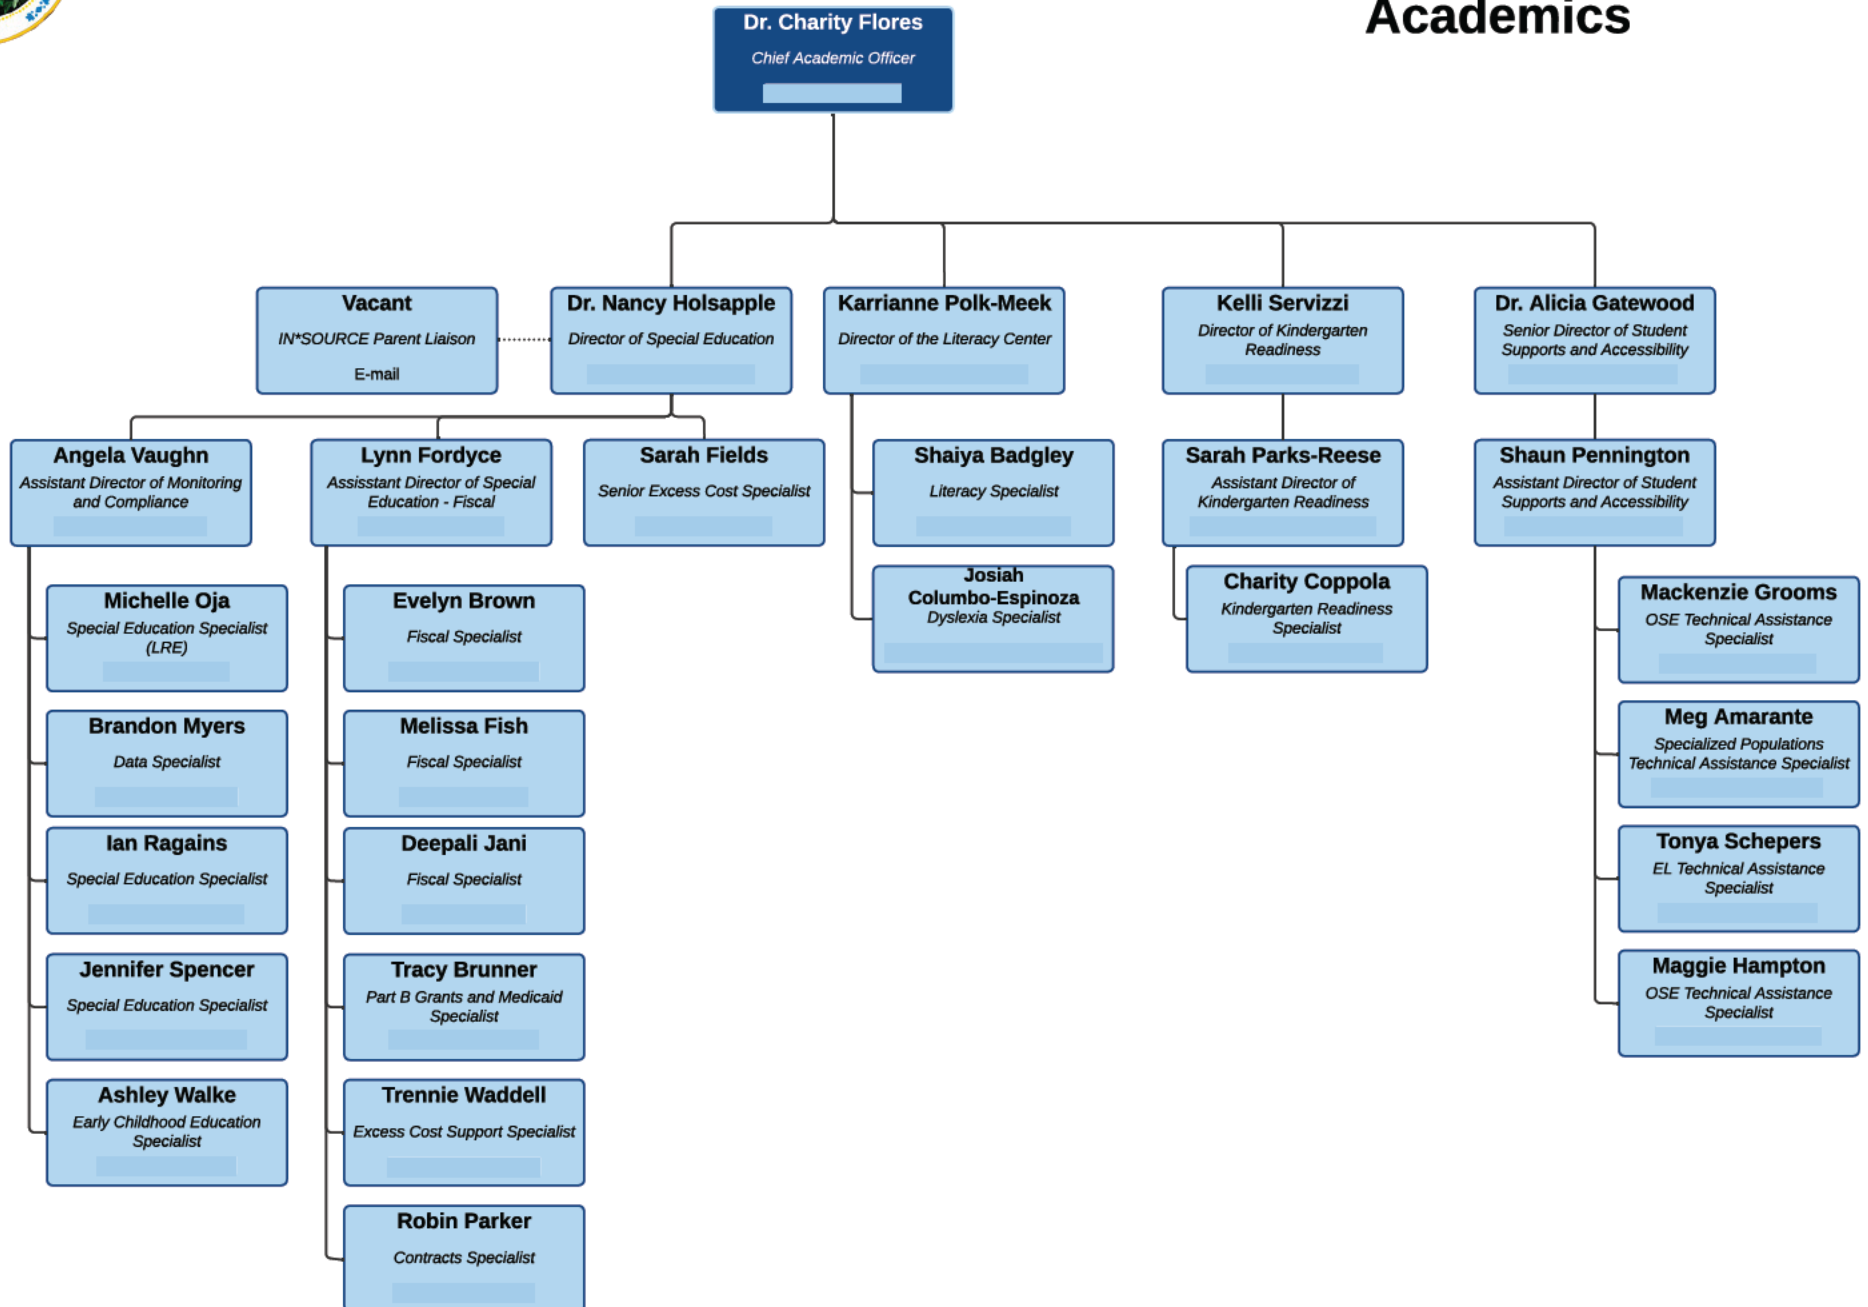 Academics
Dr. Charity Flores
Chief Academic Officer
Vacant
IN*SOURCE Parent Liaison
E-mail
Dr. Nancy Holsapple
Director of Special Education
Karrianne Polk-Meek
Director of the Literacy Center
Kelli Servizzi
Director of Kindergarten
Readiness
Dr. Alicia Gatewood
Senior Director of Student
Supports and Accessibility
Angela Vaughn
Assistant Director of Monitoring
and Compliance
Lynn Fordyce
Assisstant Director of Special
Education - Fiscal
Sarah Fields
Senior Excess Cost Specialist
Shaiya Badgley
Literacy Specialist
Sarah Parks-Reese
Assistant Director of
Kindergarten Readiness
Shaun Pennington
Assistant Director of Student
Supports and Accessibility
Michelle Oja
Special Education Specialist
(LRE)
Evelyn Brown
Fiscal Specialist
Josiah
Columbo-Espinoza
Dyslexia Specialist
Charity Coppola
Kindergarten Readiness
Specialist
Mackenzie Grooms
OSE Technical Assistance
Specialist
Brandon Myers
Data Specialist
Melissa Fish
Fiscal Specialist
Meg Amarante
Specialized Populations
Technical Assistance Specialist
Ian Ragains
Special Education Specialist
Deepali Jani
Fiscal Specialist
Tonya Schepers
EL Technical Assistance
Specialist
Jennifer Spencer
Special Education Specialist
Tracy Brunner
Part B Grants and Medicaid
Specialist
Maggie Hampton
OSE Technical Assistance
Specialist
Ashley Walke
Early Childhood Education
Specialist
Trennie Waddell
Excess Cost Support Specialist
Robin Parker
Contracts Specialist